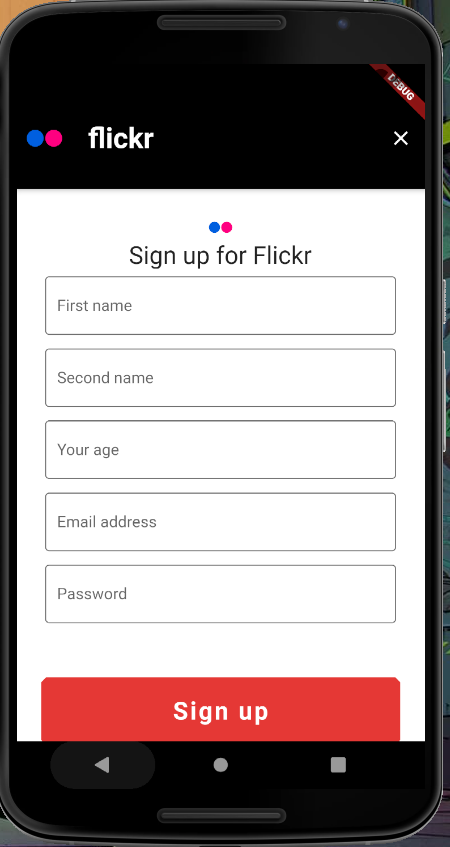 DEBUG
flickr
Sign up for Flickr
First name
Second name
Your age
Email address
Password
Sign up